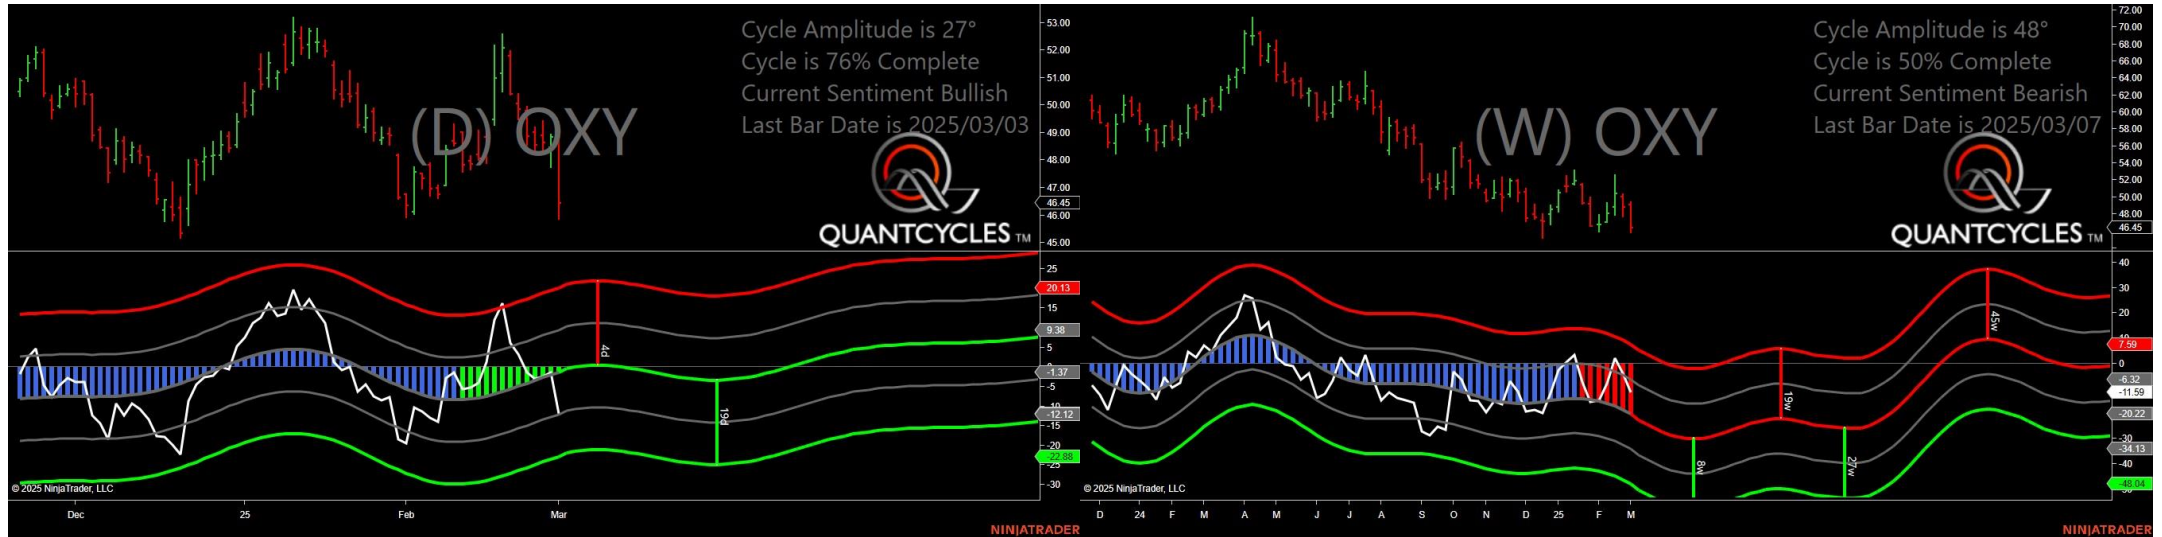 Cycle Amplitude is 27°
Cycle is 76% Complete
Current Sentiment Bullish
Last Bar Date is 2025/03/03
(D) OXY
QUANTCYCLES TM
53.00
52.00
51.00
50.00
49.00
48.00
47.00
46.45
46.00
45.00
25
20.13
15
9.38
5
-1.37
-5
-12.12
-15
-20
-22.88
-25
-30
4d
19d
© 2025 NinjaTrader, LLC
Dec
25
Feb
Mar
NINJATRADER
Cycle Amplitude is 48°
Cycle is 50% Complete
Current Sentiment Bearish
Last Bar Date is 2025/03/07
(W) OXY
QUANTCYCLES TM
72.00
70.00
68.00
66.00
64.00
62.00
60.00
58.00
56.00
54.00
52.00
50.00
48.00
46.45
40
30
20
7.59
0
-6.32
-11.59
-20.22
-30
-34.13
-40
-48.04
8w
19w
27w
45w
© 2025 NinjaTrader, LLC
D 24 F M A M J J A S O N D 25 F M
NINJATRADER